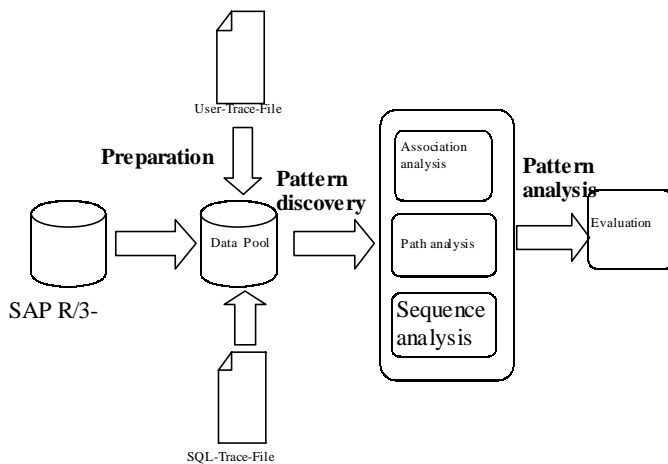 User-Trace-File
Preparation
Pattern
discovery
Data Pool
SAP R/3-
SQL-Trace-File
Association
analysis
Path analysis
Sequence
analysis
Pattern
analysis
Evaluation